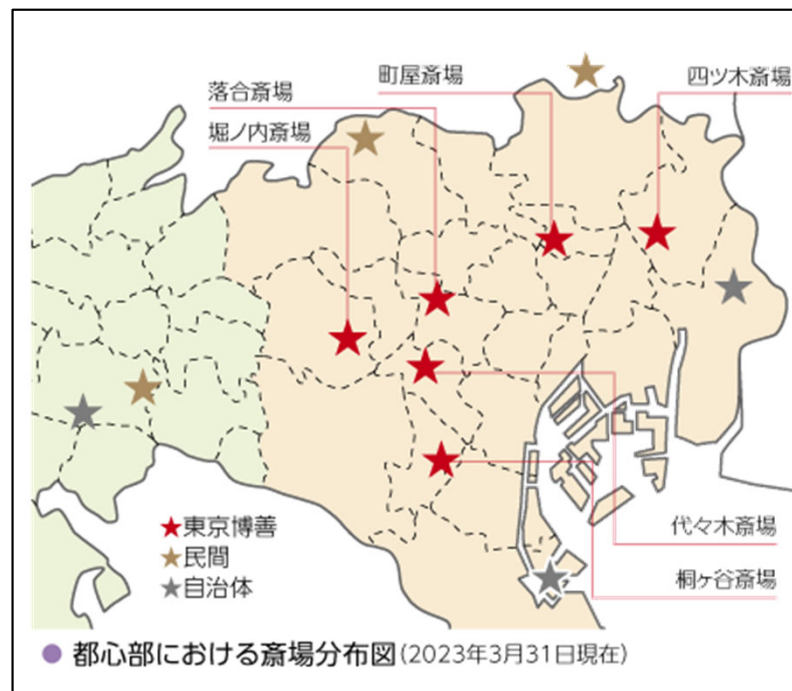 町屋斎場
四ツ木斎場
落合斎場
堀ノ内斎場
★東京博善
★民間
★自治体
代々木斎場
桐ヶ谷斎場
● 都心部における斎場分布図(2023年3月31日現在)